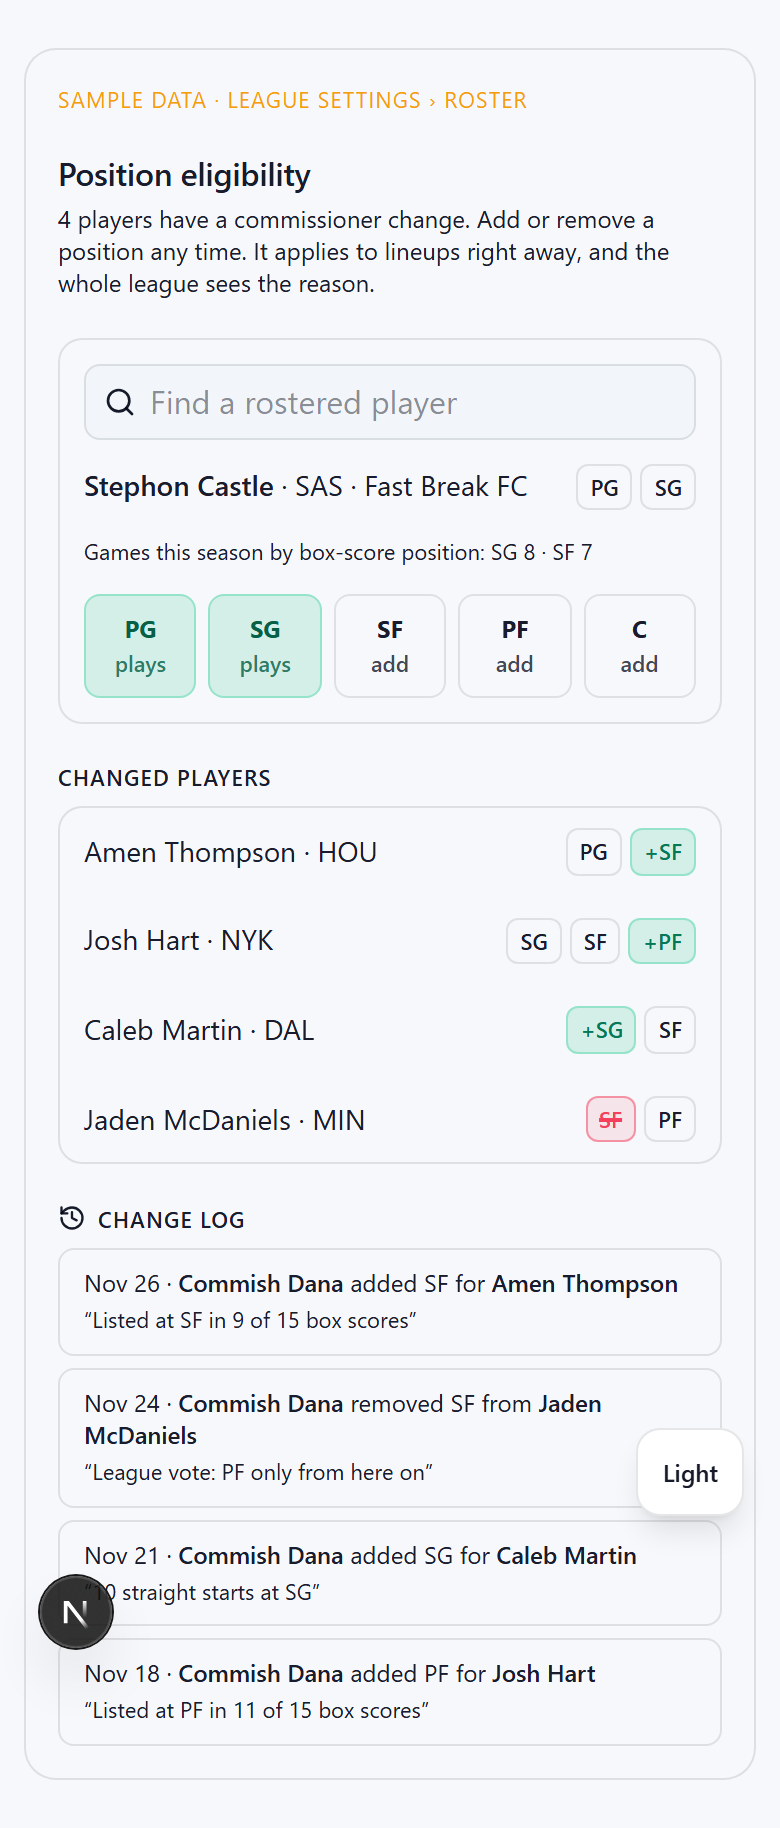 SAMPLE DATA · LEAGUE SETTINGS › ROSTER
Position eligibility
4 players have a commissioner change. Add or remove a
position any time. It applies to lineups right away, and the
whole league sees the reason.
Find a rostered player
Stephon Castle · SAS · Fast Break FC PG SG
Games this season by box-score position: SG 8 · SF 7
PG SG SF PF C
plays plays add add add
CHANGED PLAYERS
Amen Thompson · HOU PG +SF
Josh Hart · NYK SG SF +PF
Caleb Martin · DAL +SG SF
Jaden McDaniels · MIN SF PF
CHANGE LOG
Nov 26 · Commish Dana added SF for Amen Thompson
“Listed at SF in 9 of 15 box scores”
Nov 24 · Commish Dana removed SF from Jaden
McDaniels
“League vote: PF only from here on”
Light
Nov 21 · Commish Dana added SG for Caleb Martin
“10 straight starts at SG”
N
Nov 18 · Commish Dana added PF for Josh Hart
“Listed at PF in 11 of 15 box scores”